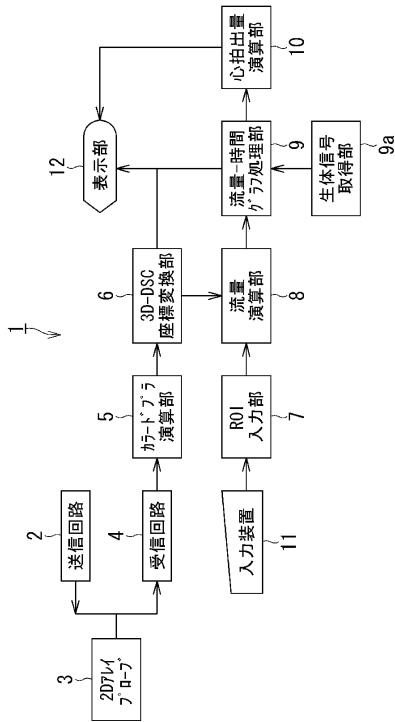 1
3
2Dアレイ
プローブ
2
送信回路
4
受信回路
5
カラードプラ
演算部
6
3D-DSC
座標変換部
12
表示部
11
入力装置
7
ROI
入力部
8
流量
演算部
9
流量-時間
グラフ処理部
10
心拍出量
演算部
9a
生体信号
取得部